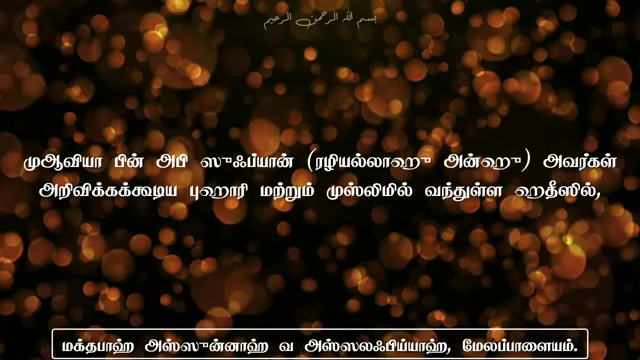 بسم الله الرحمن الرحيم
முஆவியா பின் அபி ஸுஃப்யான் (ரழியல்லாஹு அன்ஹு) அவர்கள்
அறிவிக்கக்கூடிய புஹாரி மற்றும் முஸ்லிமில் வந்துள்ள ஹதீஸில்,
மக்தபாஹ் அஸ்ஸுன்னாஹ் வ அஸ்ஸலஃபிய்யாஹ், மேலப்பாளையம்.